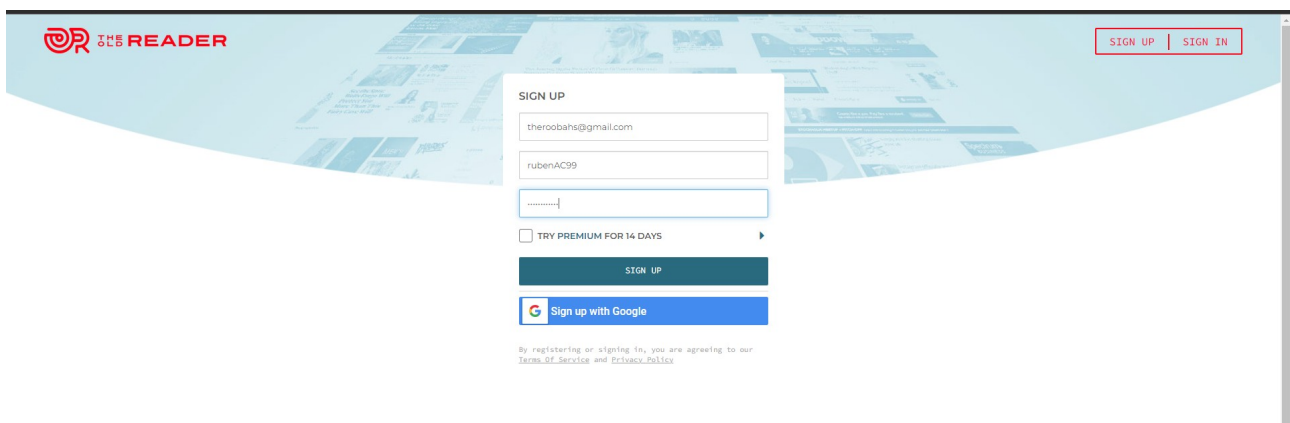 THE OLD READER
SIGN UP | SIGN IN
SIGN UP
theroobahs@gmail.com
rubenAC99
............
TRY PREMIUM FOR 14 DAYS
SIGN UP
G Sign up with Google
By registering or signing in, you are agreeing to our
Terms Of Service and Privacy Policy